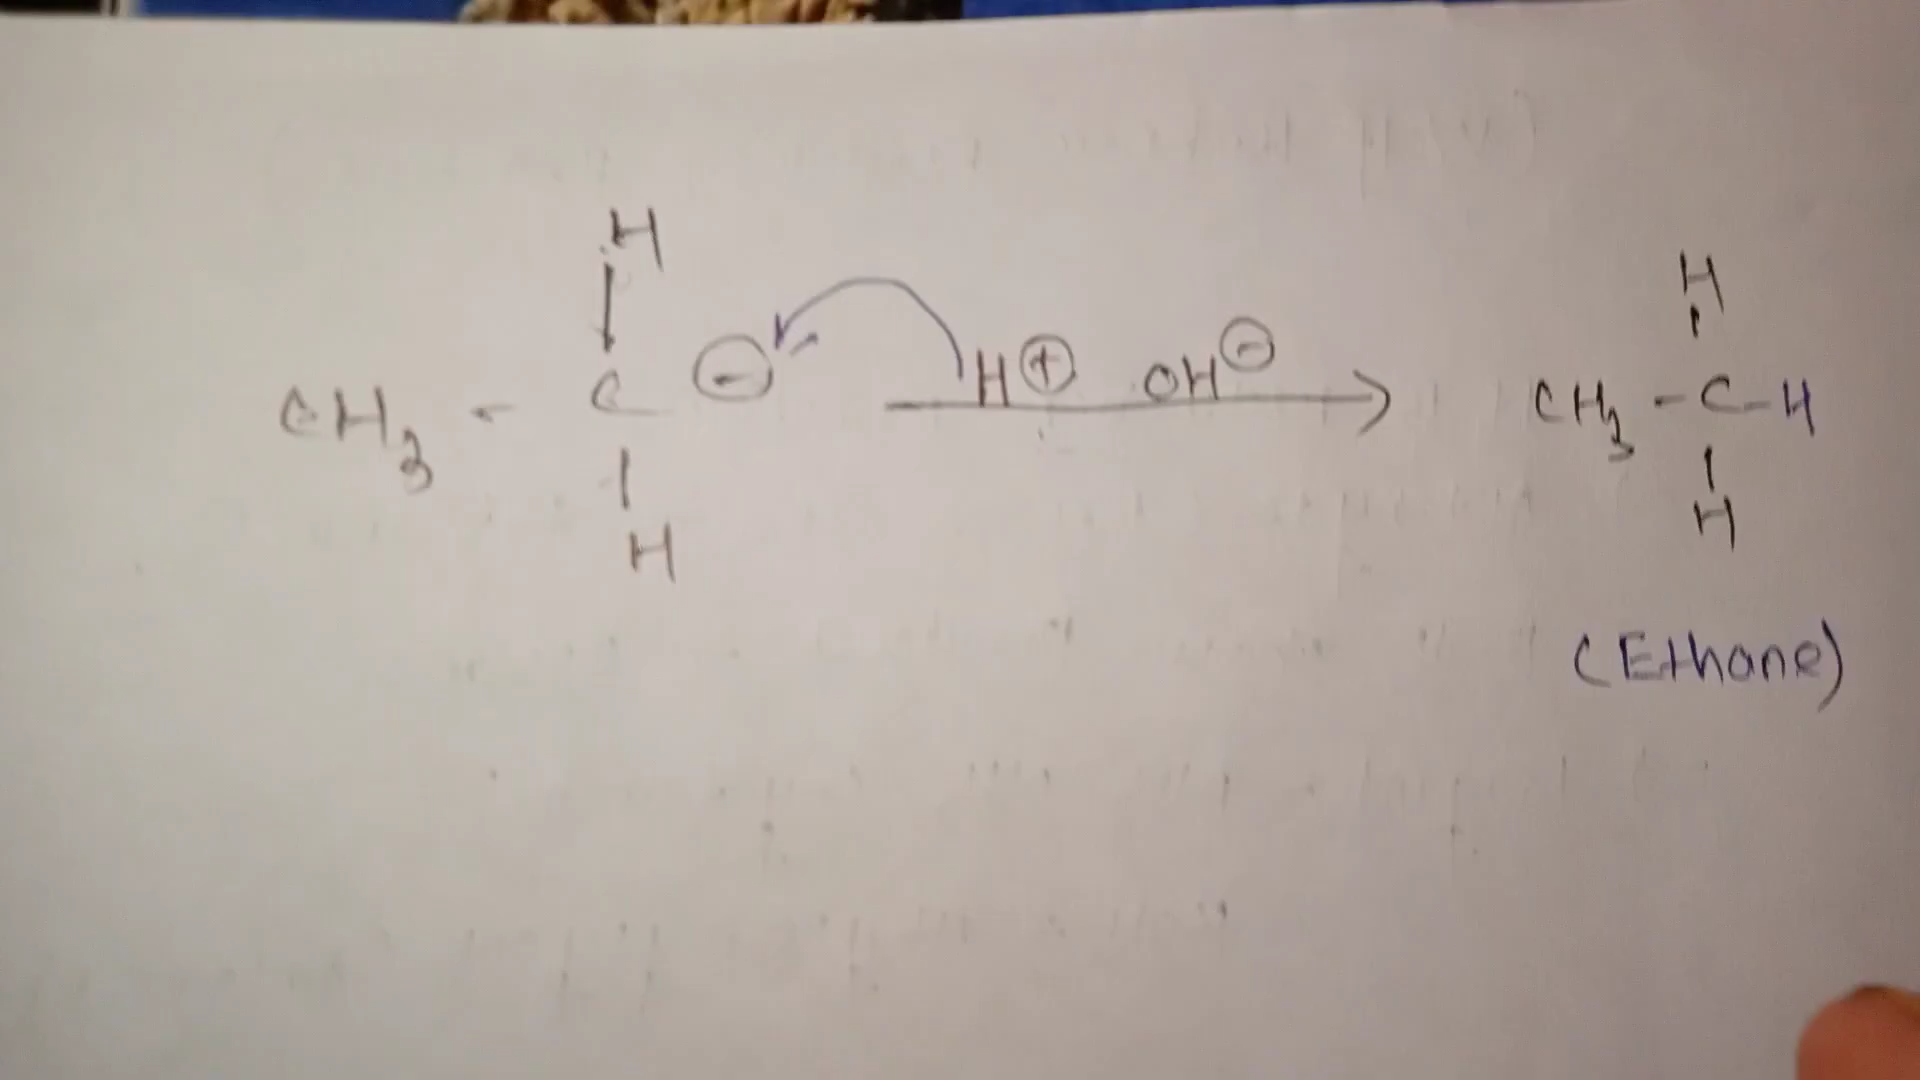 H H
CH₃ - C ⊖ H⊕ OH⊖ → CH₃ - C - H
H H
(Ethane)